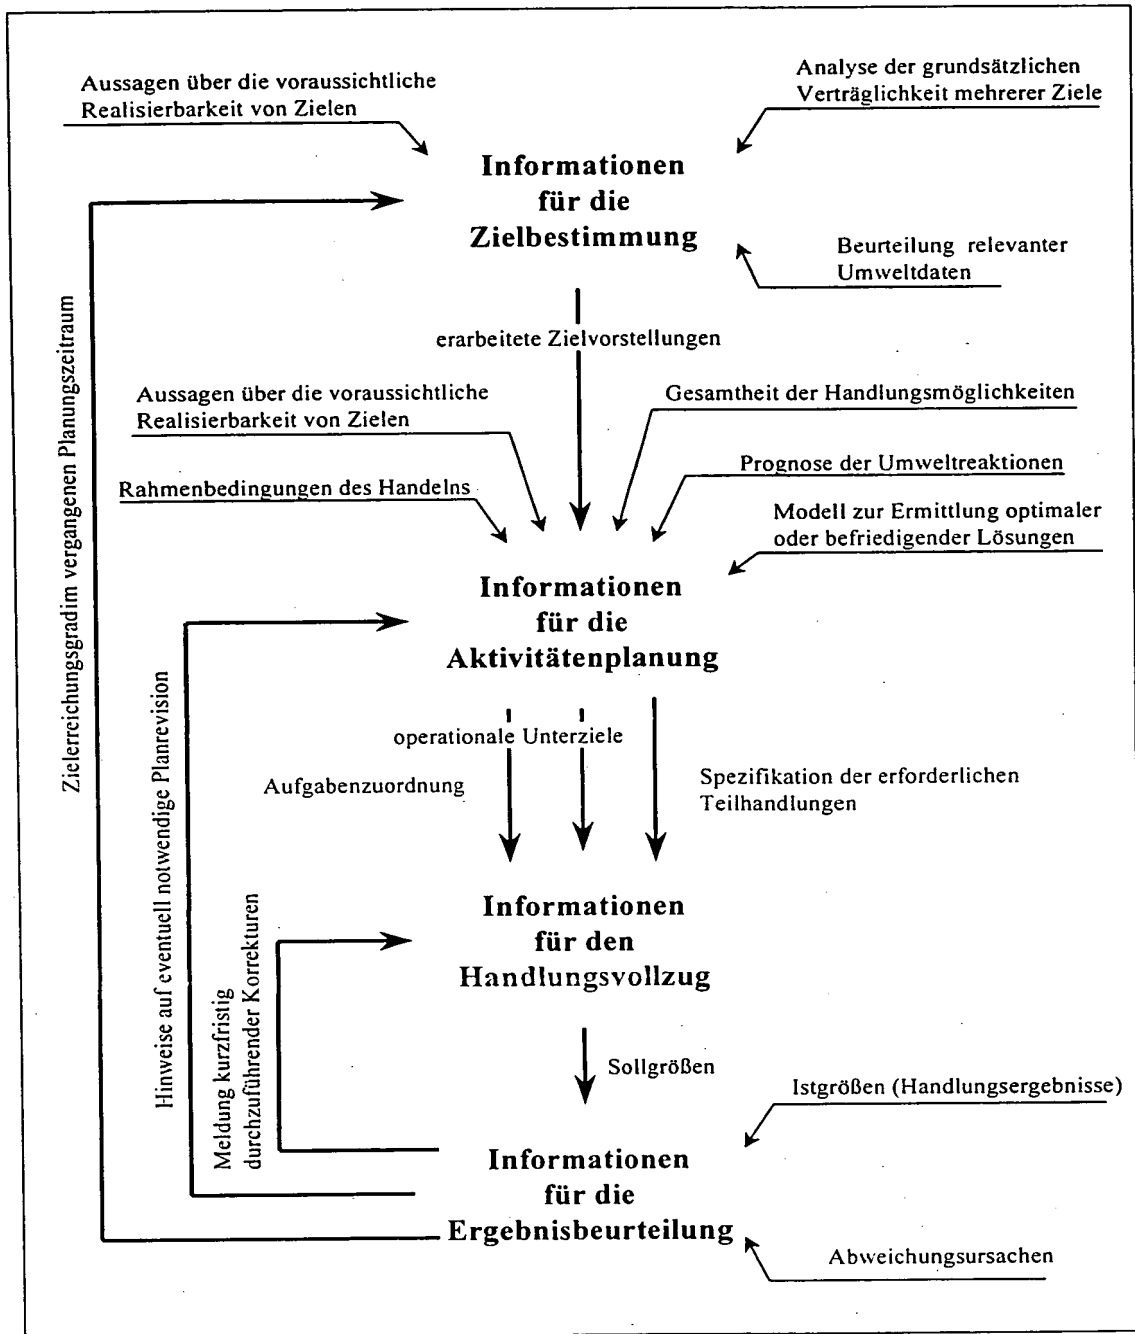 Aussagen über die voraussichtliche
Realisierbarkeit von Zielen
Analyse der grundsätzlichen
Verträglichkeit mehrerer Ziele
Informationen
für die
Zielbestimmung
Beurteilung relevanter
Umweltdaten
erarbeitete Zielvorstellungen
Aussagen über die voraussichtliche
Realisierbarkeit von Zielen
Gesamtheit der Handlungsmöglichkeiten
Rahmenbedingungen des Handelns
Prognose der Umweltreaktionen
Modell zur Ermittlung optimaler
oder befriedigender Lösungen
Informationen
für die
Aktivitätenplanung
operationale Unterziele
Aufgabenzuordnung
Spezifikation der erforderlichen
Teilhandlungen
Informationen
für den
Handlungsvollzug
Sollgrößen
Istgrößen (Handlungsergebnisse)
Informationen
für die
Ergebnisbeurteilung
Abweichungsursachen
Zielerreichungsgradim vergangenen Planungszeitraum
Hinweise auf eventuell notwendige Planrevision
Meldung kurzfristig
durchzuführender Korrekturen